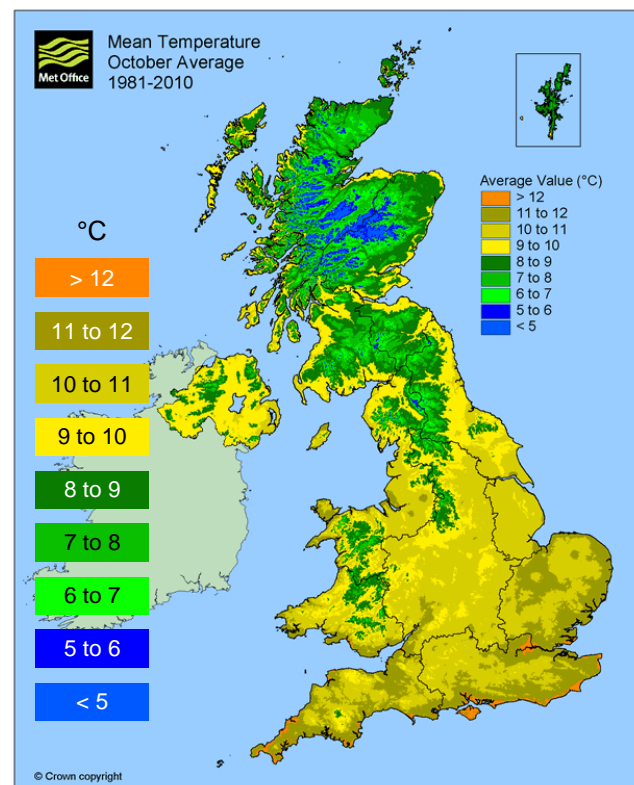 Met Office
Mean Temperature
October Average
1981-2010
Average Value (°C)
> 12
11 to 12
10 to 11
9 to 10
8 to 9
7 to 8
6 to 7
5 to 6
< 5
°C
> 12
11 to 12
10 to 11
9 to 10
8 to 9
7 to 8
6 to 7
5 to 6
< 5
© Crown copyright